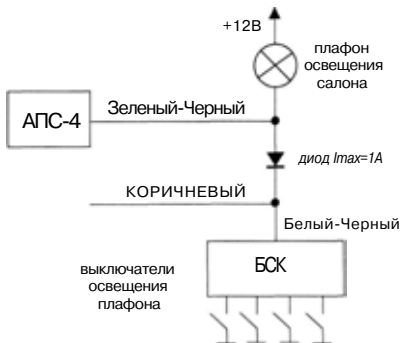 +12В
плафон
освещения
салона
АПС-4
Зеленый-Черный
диод Imax=1А
КОРИЧНЕВЫЙ
Белый-Черный
БСК
выключатели
освещения
плафона